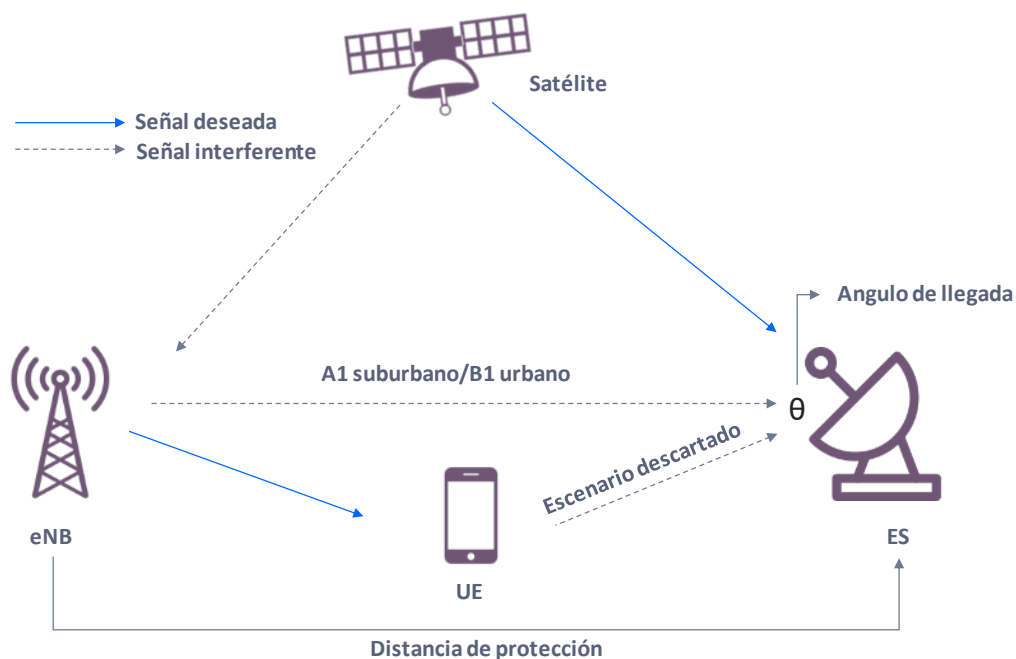 Satélite
Señal deseada
Señal interferente
Angulo de llegada
A1 suburbano/B1 urbano
θ
Escenario descartado
eNB
ES
UE
Distancia de protección